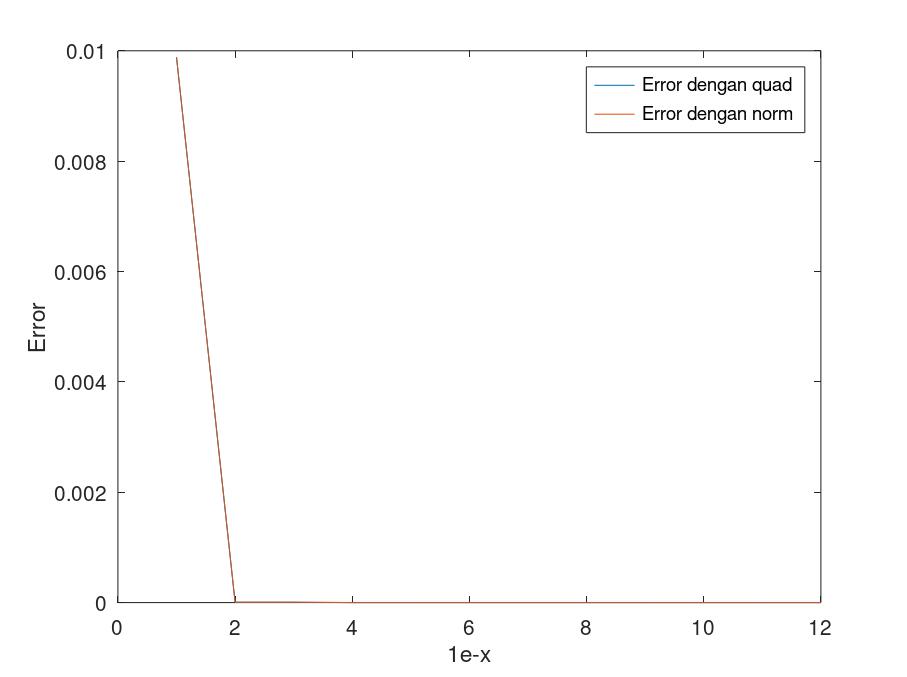 0.01
0.008
0.006
0.004
0.002
0
Error
Error dengan quad
Error dengan norm
0 2 4 6 8 10 12
1e-x